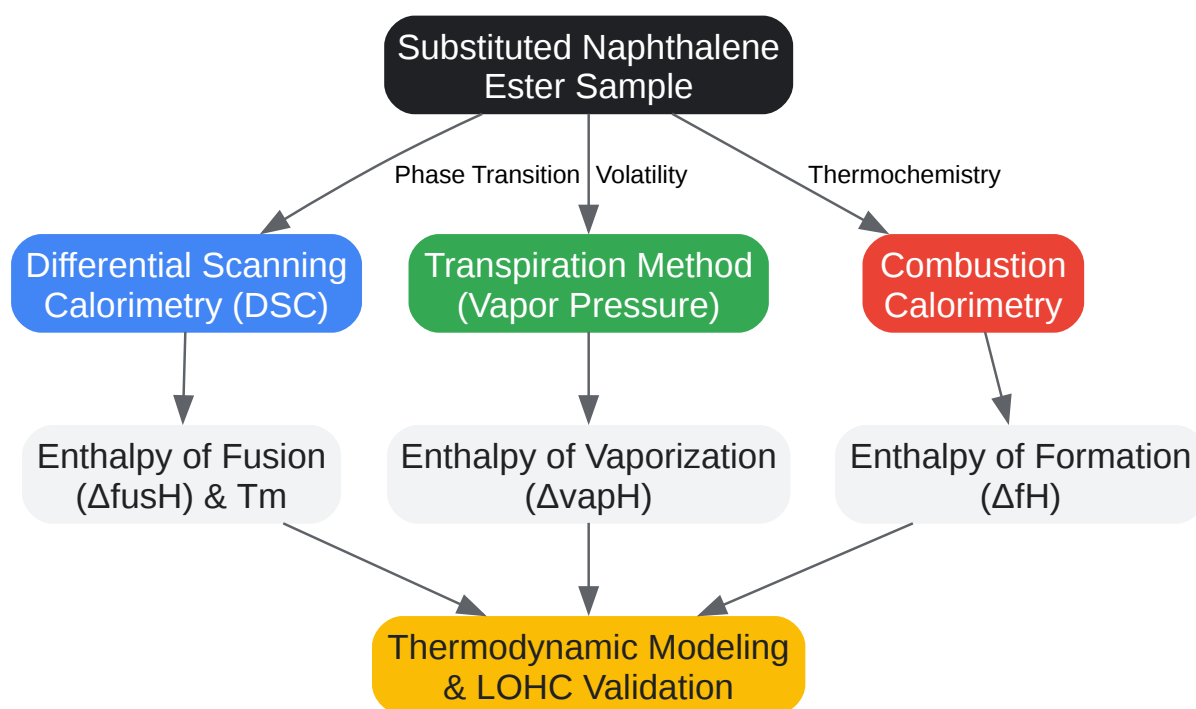 Substituted Naphthalene
Ester Sample
Phase Transition
Volatility
Thermochemistry
Differential Scanning
Calorimetry (DSC)
Transpiration Method
(Vapor Pressure)
Combustion
Calorimetry
Enthalpy of Fusion
(ΔfusH) & Tm
Enthalpy of Vaporization
(ΔvapH)
Enthalpy of Formation
(ΔfH)
Thermodynamic Modeling
& LOHC Validation